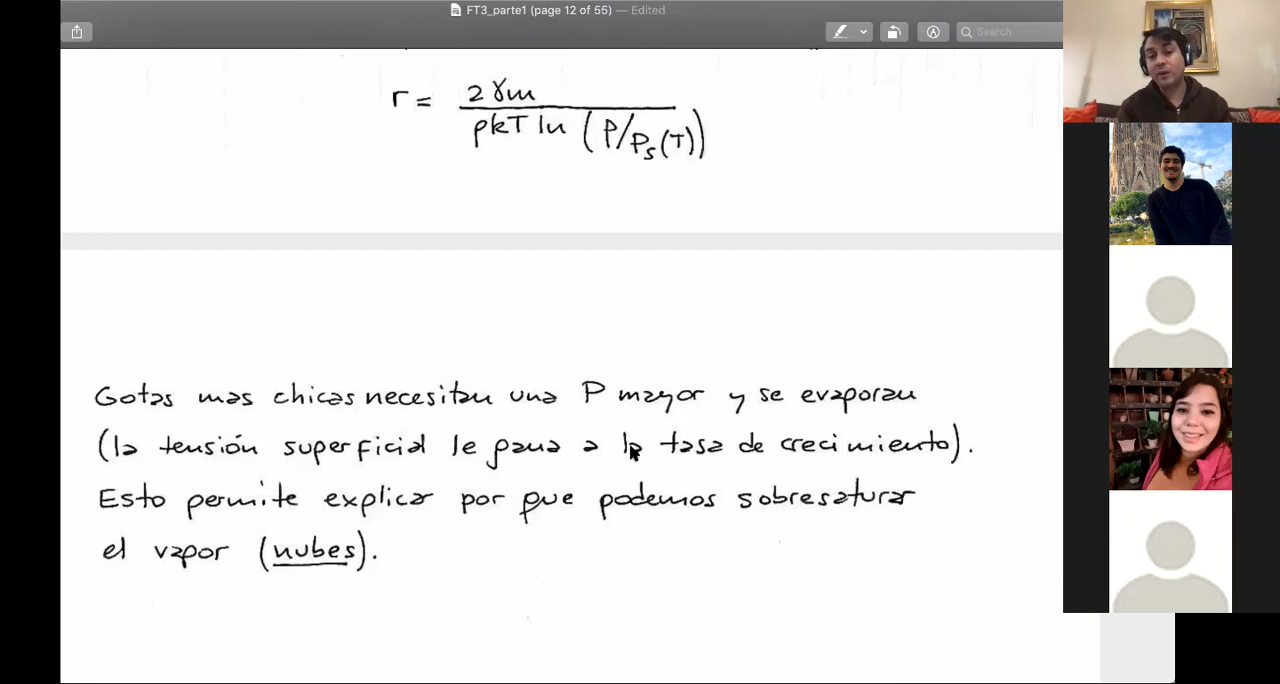 FT3_parte1 (page 12 of 55) — Edited
Search
r = 2γm / ρkT ln (P/Ps(T))
Gotas mas chicas necesitan una P mayor y se evaporan
(la tensión superficial le gana a la tasa de crecimiento).
Esto permite explicar por que podemos sobresaturar
el vapor (nubes).